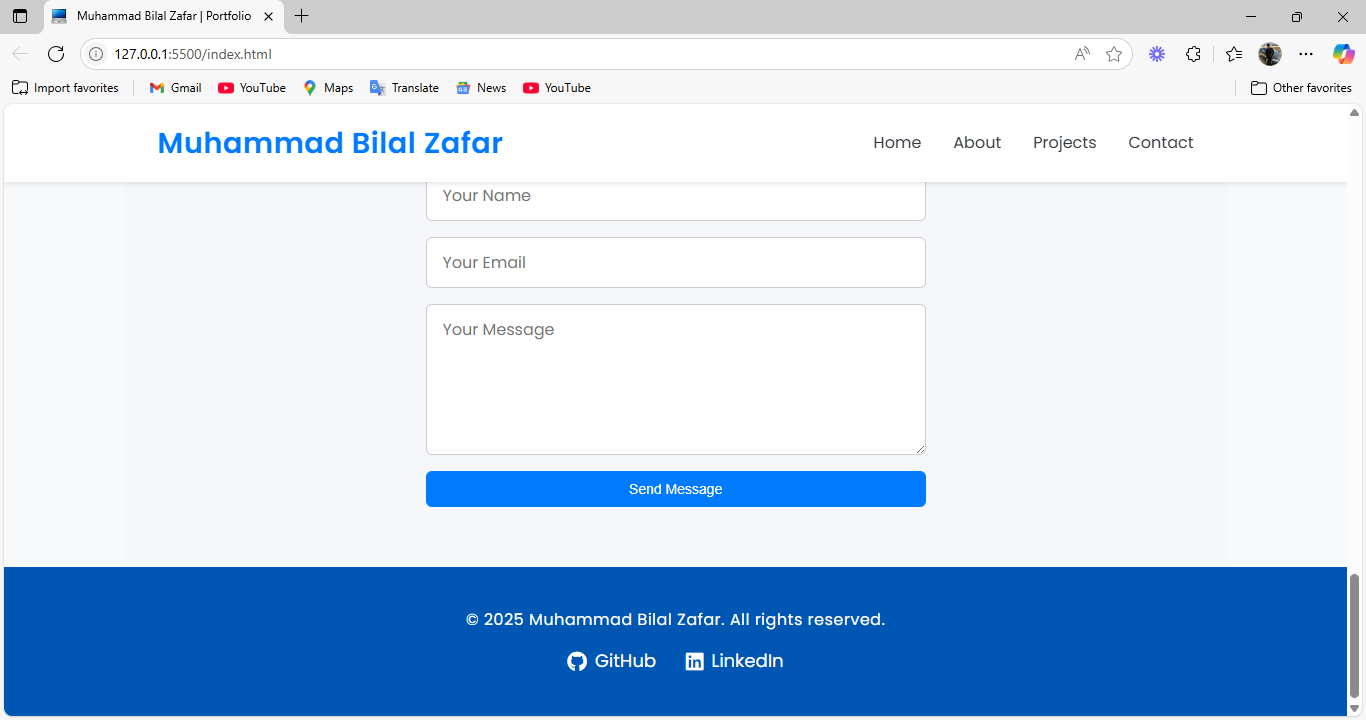 Muhammad Bilal Zafar | Portfolio
127.0.0.1:5500/index.html
Import favorites Gmail YouTube Maps Translate News YouTube Other favorites
Muhammad Bilal Zafar Home About Projects Contact
Your Name
Your Email
Your Message
Send Message
© 2025 Muhammad Bilal Zafar. All rights reserved.
GitHub LinkedIn